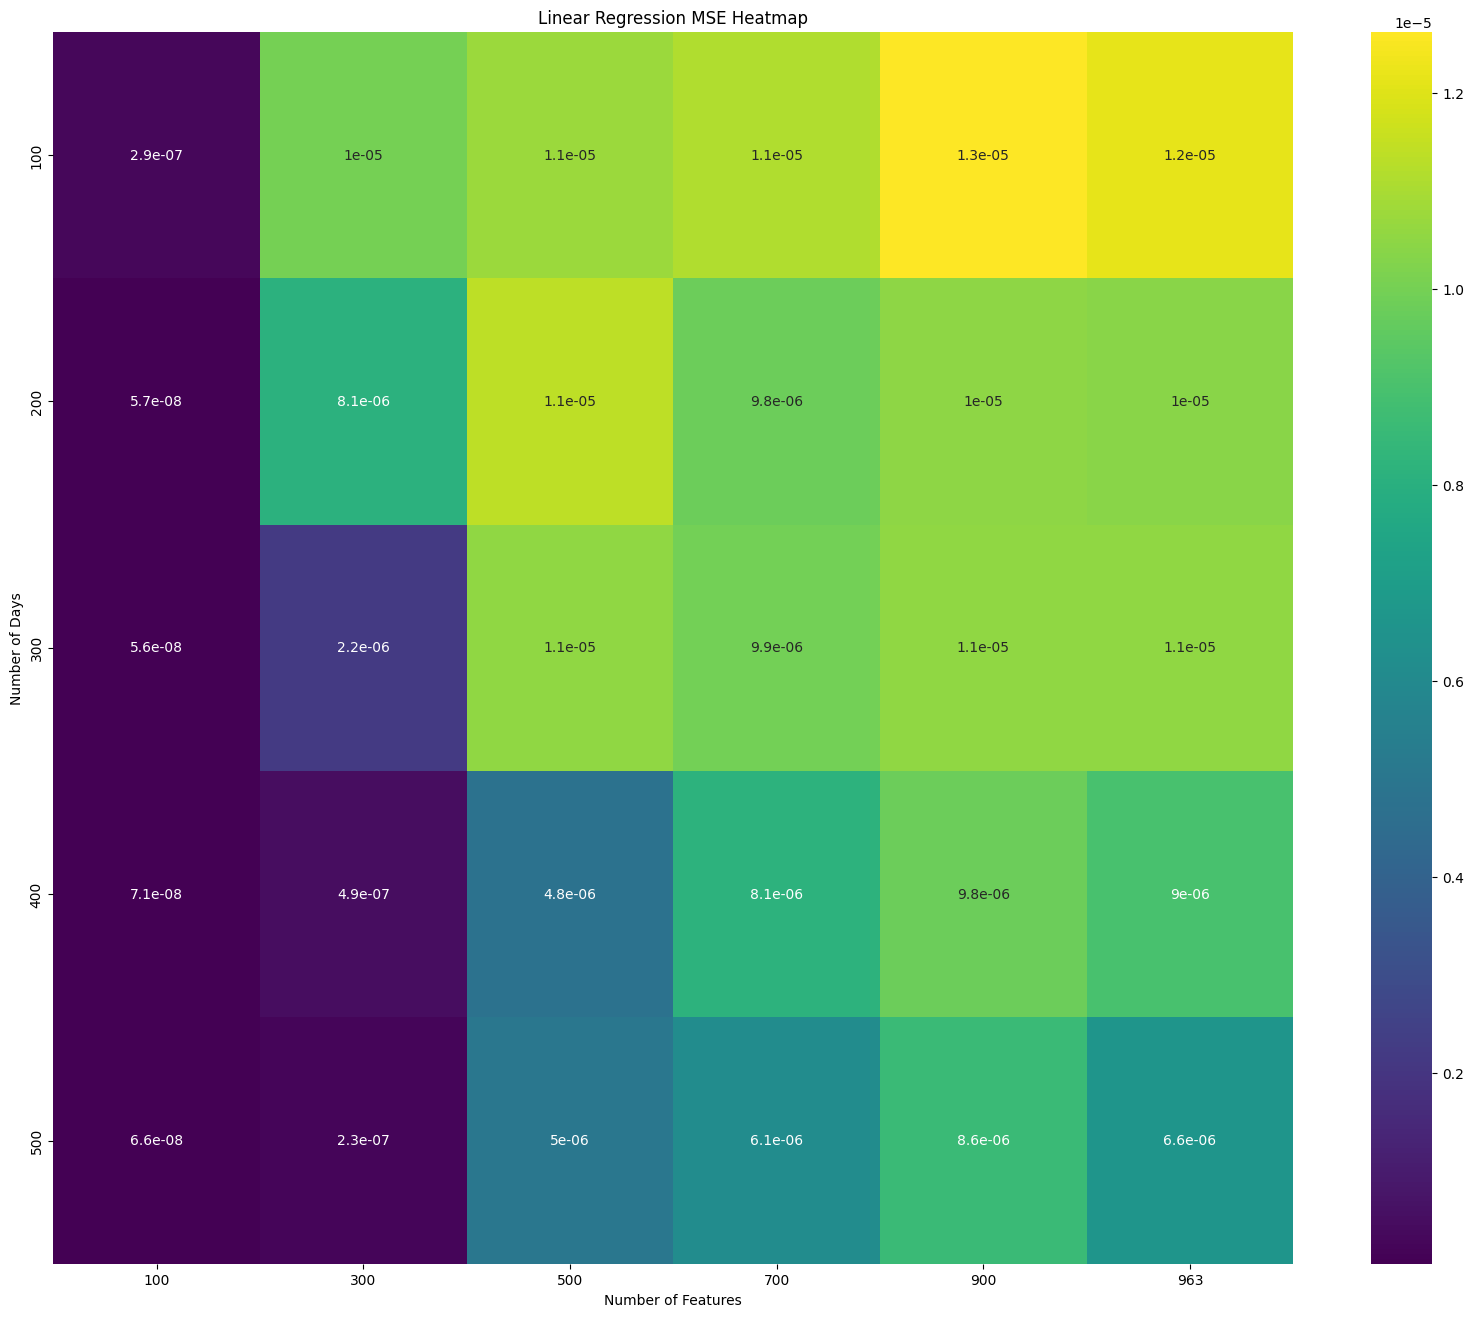 Linear Regression MSE Heatmap
1e−5
2.9e-07 1e-05 1.1e-05 1.1e-05 1.3e-05 1.2e-05
5.7e-08 8.1e-06 1.1e-05 9.8e-06 1e-05 1e-05
5.6e-08 2.2e-06 1.1e-05 9.9e-06 1.1e-05 1.1e-05
7.1e-08 4.9e-07 4.8e-06 8.1e-06 9.8e-06 9e-06
6.6e-08 2.3e-07 5e-06 6.1e-06 8.6e-06 6.6e-06
Number of Days
100
200
300
400
500
100 300 500 700 900 963
Number of Features
1.2
1.0
0.8
0.6
0.4
0.2